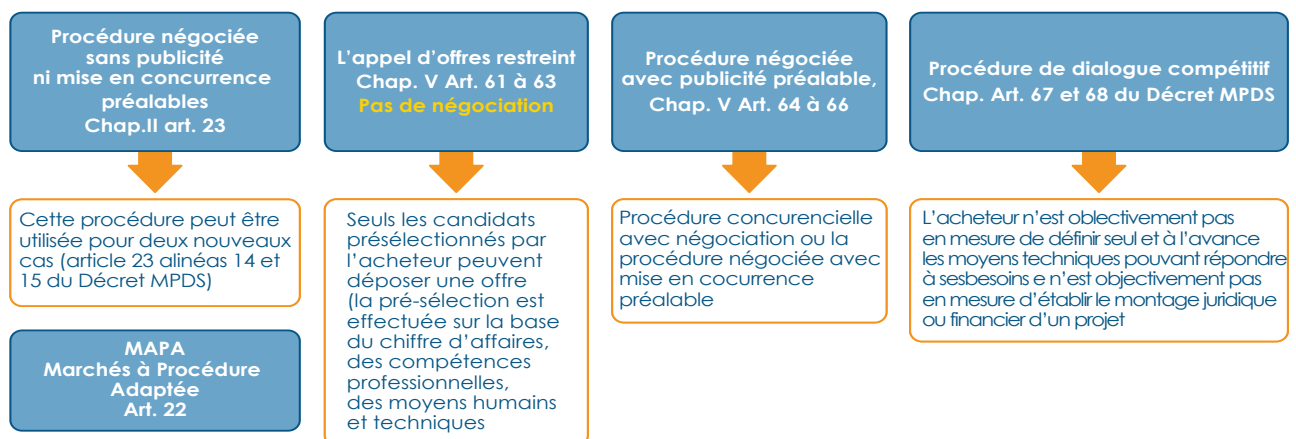 Procédure négociée
sans publicité
ni mise en concurrence
préalables
Chap.II art. 23
Cette procédure peut être
utilisée pour deux nouveaux
cas (article 23 alinéas 14 et
15 du Décret MPDS)
MAPA
Marchés à Procédure
Adaptée
Art. 22
L’appel d’offres restreint
Chap. V Art. 61 à 63
Pas de négociation
Seuls les candidats
présélectionnés par
l’acheteur peuvent
déposer une offre
(la pré-sélection est
effectuée sur la base
du chiffre d’affaires,
des compétences
professionnelles,
des moyens humains
et techniques
Procédure négociée
avec publicité préalable,
Chap. V Art. 64 à 66
Procédure concurencielle
avec négociation ou la
procédure négociée avec
mise en cocurrence
préalable
Procédure de dialogue compétitif
Chap. Art. 67 et 68 du Décret MPDS
L’acheteur n’est oblectivement pas
en mesure de définir seul et à l’avance
les moyens techniques pouvant répondre
à sesbesoins e n’est objectivement pas
en mesure d’établir le montage juridique
ou financier d’un projet